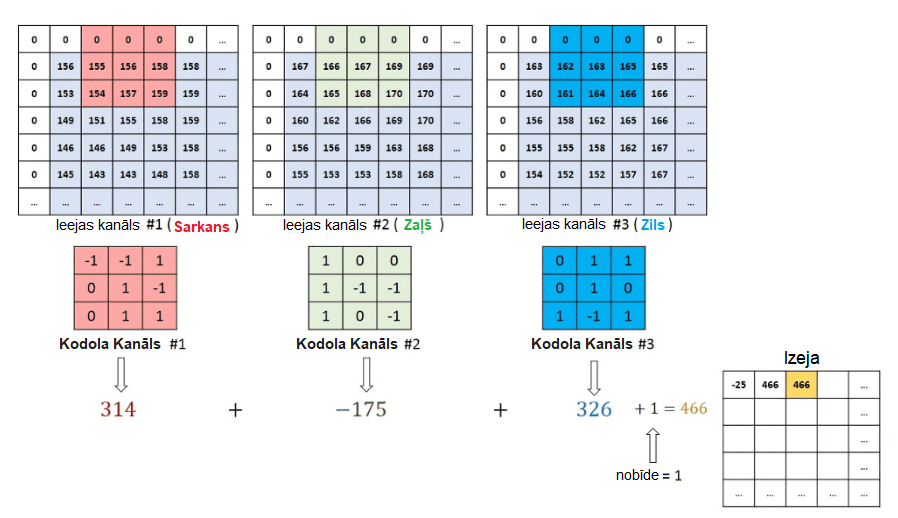 0 0 0 0 0 ... 0 0 0 0 0 ... 0 0 0 0 0 ...
0 156 155 156 158 158 ... 0 167 166 167 169 169 ... 0 163 162 163 165 165 ...
0 153 154 157 159 159 ... 0 164 165 168 170 170 ... 0 160 161 164 166 166 ...
0 149 151 155 158 159 ... 0 160 162 166 169 170 ... 0 156 158 162 165 166 ...
0 146 146 149 153 158 ... 0 156 156 159 163 168 ... 0 155 155 158 162 167 ...
0 145 143 143 148 158 ... 0 155 153 153 158 168 ... 0 154 152 152 157 167 ...
... ... ... ... ... ... ... ... ... ... ... ... ... ... ... ... ... ... ...
Ieejas kanāls #1 ( Sarkans ) Ieejas kanāls #2 ( Zaļš ) Ieejas kanāls #3 ( Zils )
-1 -1 1 1 0 0 0 1 1
0 1 -1 1 -1 -1 0 1 0
0 1 1 1 0 -1 1 -1 1
Kodola Kanāls #1 Kodola Kanāls #2 Kodola Kanāls #3
314 + −175 + 326 + 1 = 466
nobīde = 1
Izeja
-25 466 466 ...
...
...
...
... ... ... ... ...